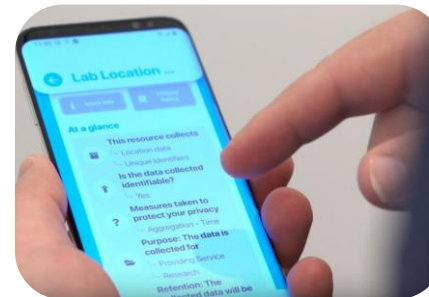 Lab Location ...
At a glance
This resource collects
Location data
Unique Identifiers
Is the data collected
identifiable?
Yes
Measures taken to
protect your privacy
?
Aggregation - Time
Purpose: The data is
collected for
Providing Service
Research
Retention: The
data will be